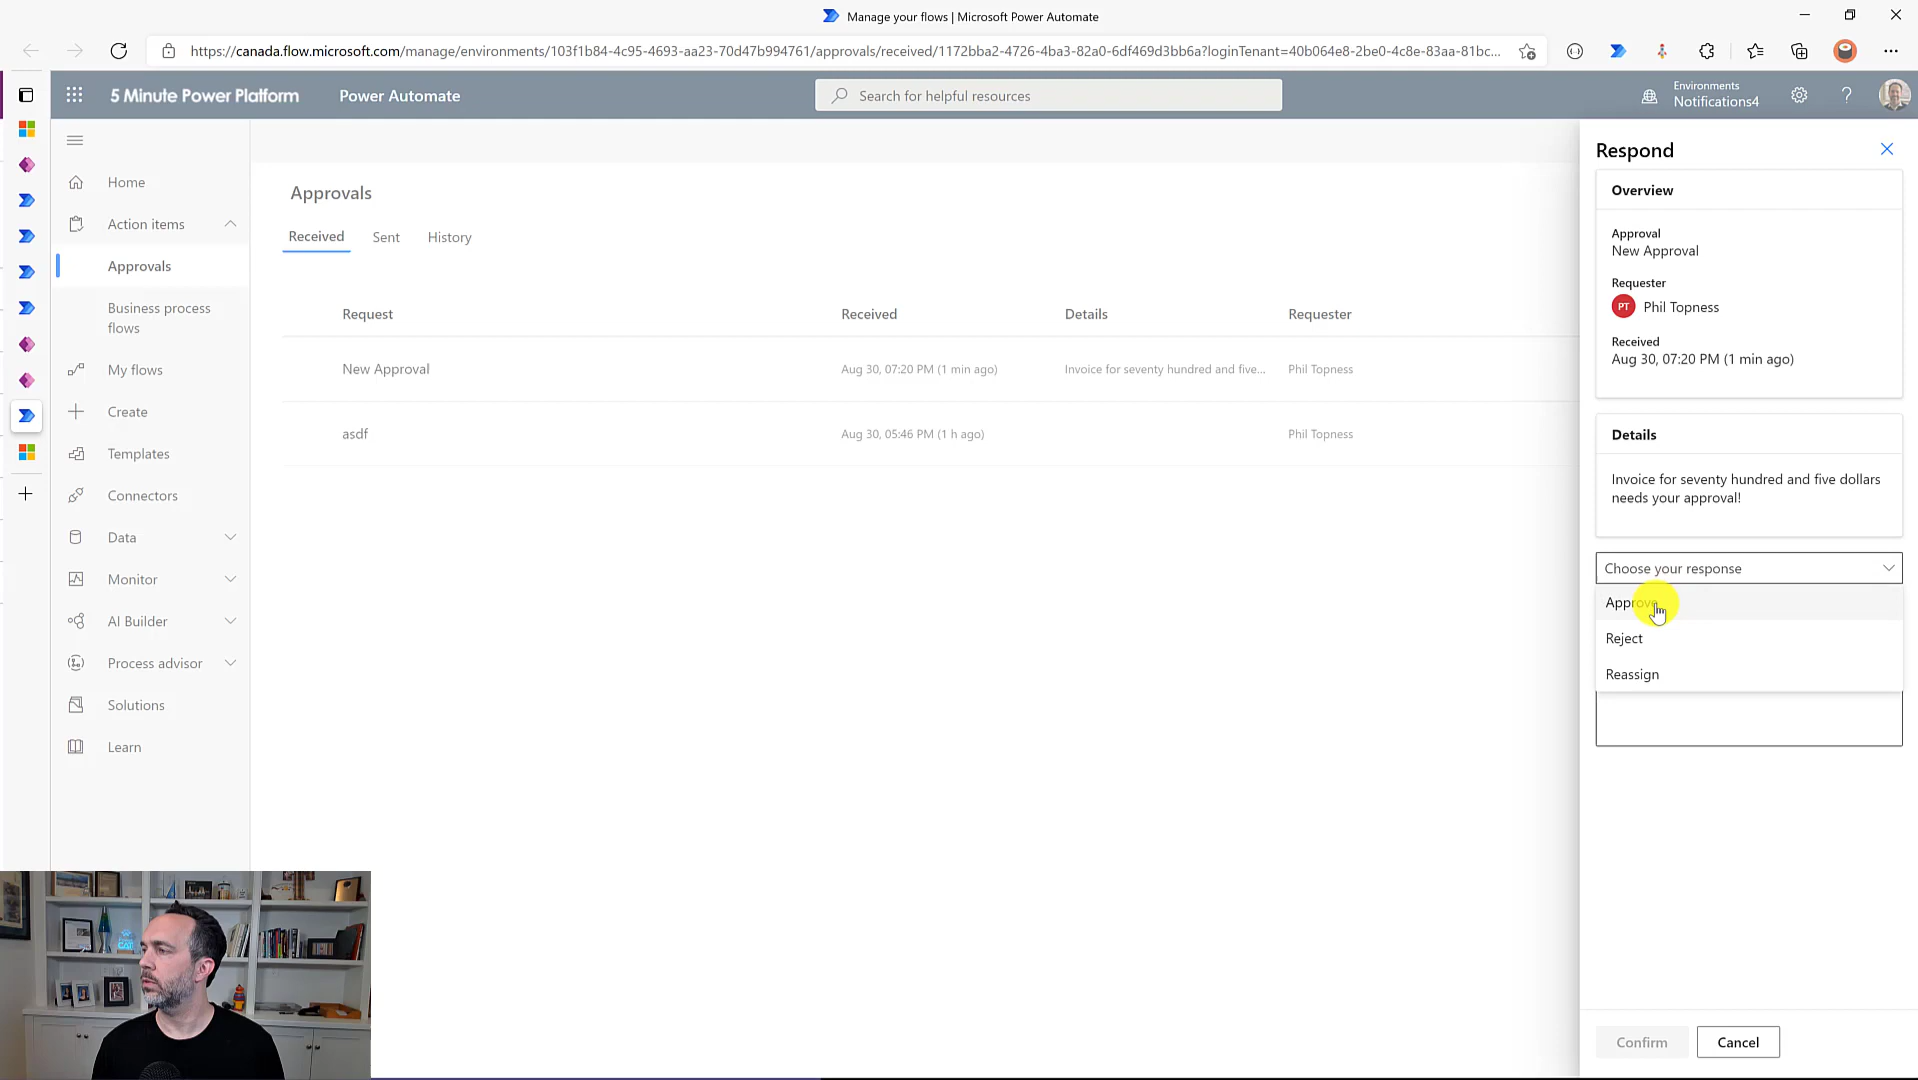 Manage your flows | Microsoft Power Automate
https://canada.flow.microsoft.com/manage/environments/103f1b84-4c95-4693-aa23-70d47b994761/approvals/received/1172bba2-4726-4ba3-82a0-6df469d3bb6a?loginTenant=40b064e8-2be0-4c8e-83aa-81bc...
5 Minute Power Platform
Power Automate
Search for helpful resources
Environments
Notifications4
Home
Action items
Approvals
Business process
flows
My flows
Create
Templates
Connectors
Data
Monitor
AI Builder
Process advisor
Solutions
Learn
Approvals
Received Sent History
Request Received Details Requester
New Approval Aug 30, 07:20 PM (1 min ago) Invoice for seventy hundred and five... Phil Topness
asdf Aug 30, 05:46 PM (1 h ago) Phil Topness
Respond
Overview
Approval
New Approval
Requester
PT Phil Topness
Received
Aug 30, 07:20 PM (1 min ago)
Details
Invoice for seventy hundred and five dollars
needs your approval!
Choose your response
Approve
Reject
Reassign
Confirm Cancel